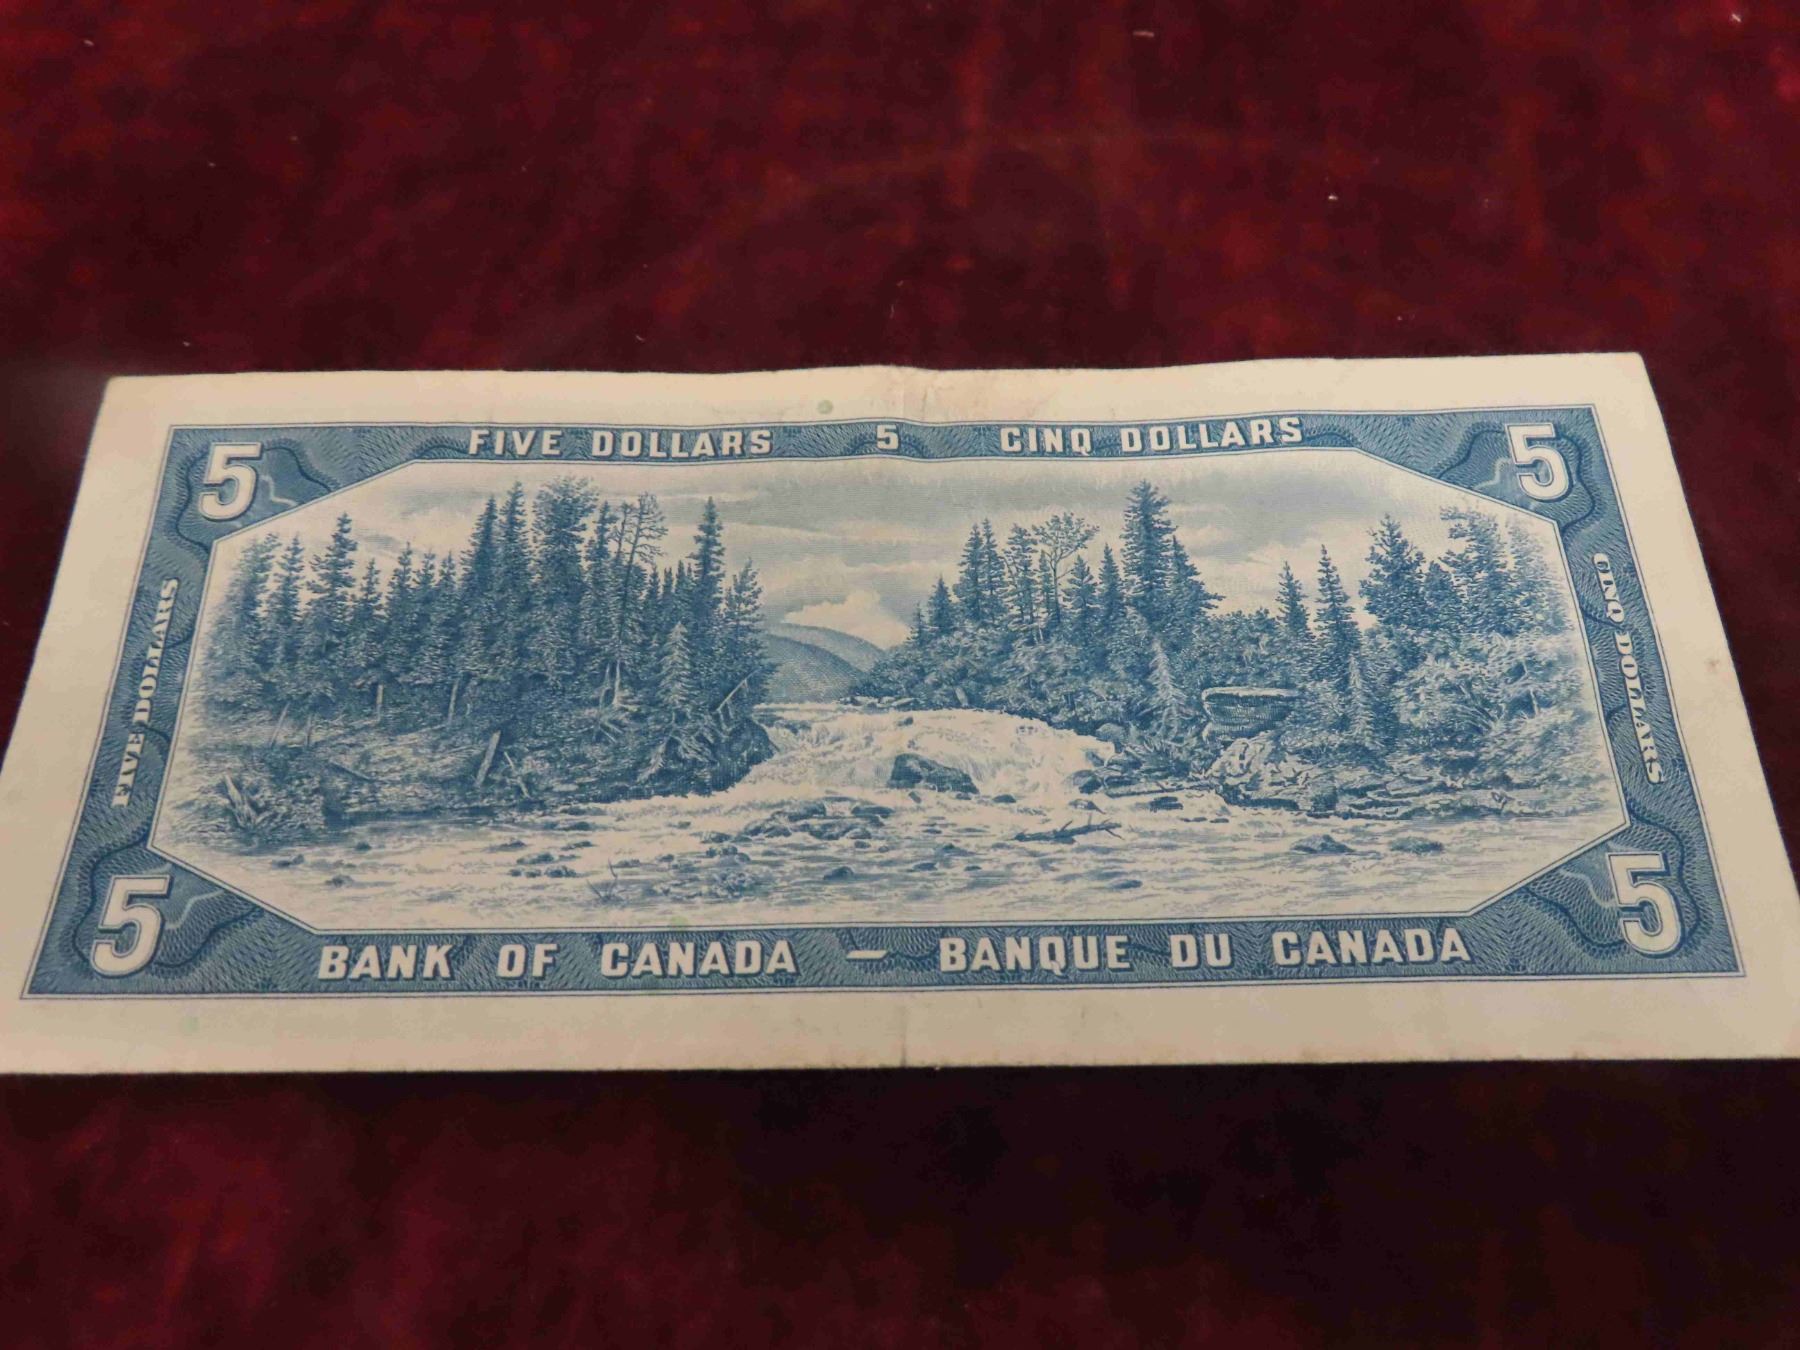 5 FIVE DOLLARS 5 CINQ DOLLARS 5
FIVE DOLLARS
CINQ DOLLARS
5 BANK OF CANADA — BANQUE DU CANADA 5